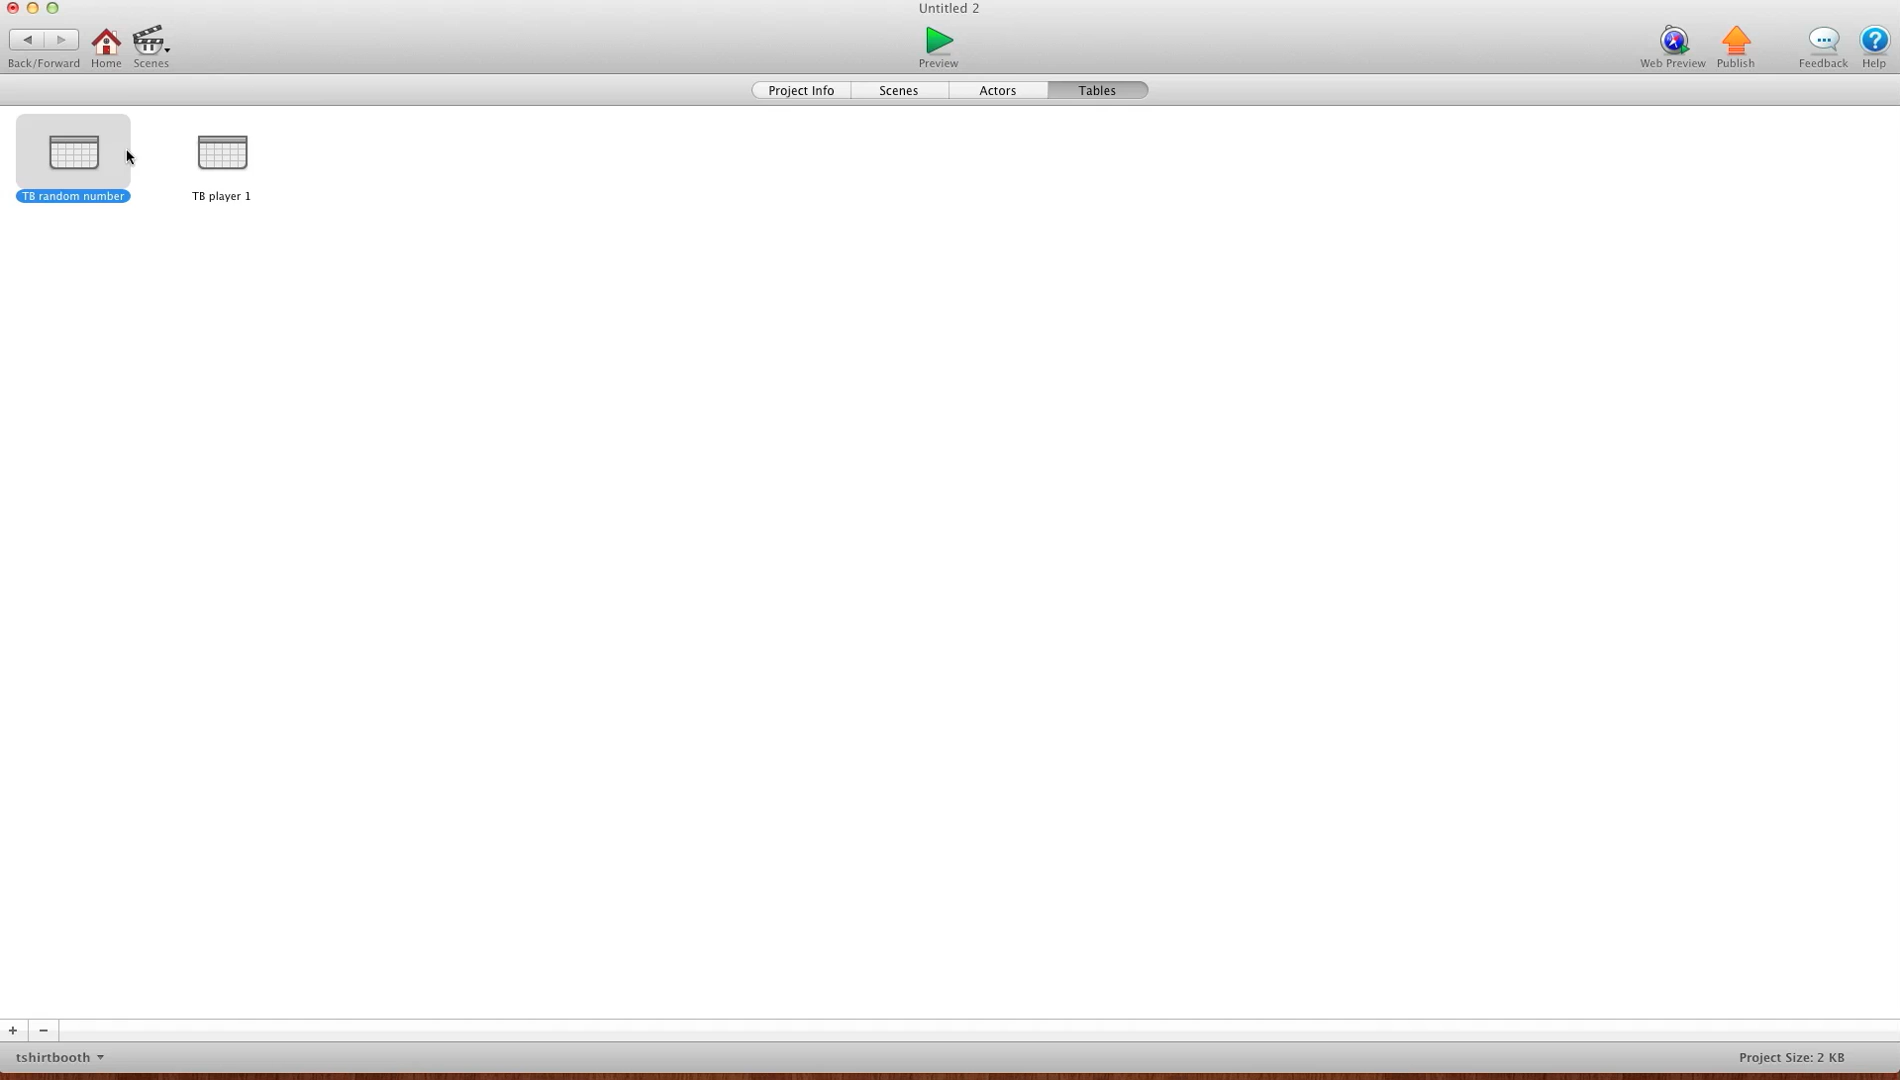 Untitled 2
Back/Forward Home Scenes Preview Web Preview Publish Feedback Help
Project Info Scenes Actors Tables
TB random number TB player 1
+ −
tshirtbooth Project Size: 2 KB